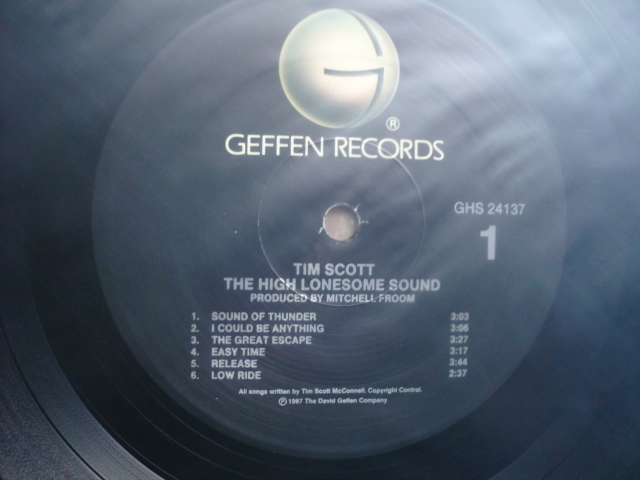 G
®
GEFFEN RECORDS
GHS 24137
1
TIM SCOTT
THE HIGH LONESOME SOUND
PRODUCED BY MITCHELL FROOM
1. SOUND OF THUNDER 3:03
2. I COULD BE ANYTHING 3:06
3. THE GREAT ESCAPE 3:27
4. EASY TIME 3:17
5. RELEASE 3:44
6. LOW RIDE 2:37
All songs written by Tim Scott McConnell. Copyright Control.
℗1987 The David Geffen Company